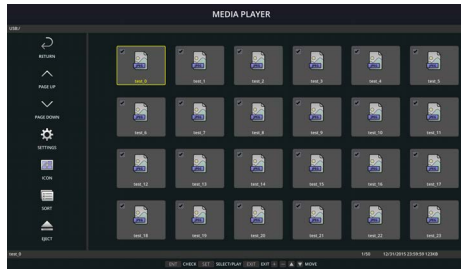 MEDIA PLAYER
USB:/
RETURN
PAGE UP
PAGE DOWN
SETTINGS
ICON
SORT
EJECT
test_0 test_1 test_2 test_3 test_4 test_5
test_6 test_7 test_8 test_9 test_10 test_11
test_12 test_13 test_14 test_15 test_16 test_17
test_18 test_19 test_20 test_21 test_22 test_23
test_0 1/50 12/31/2015 23:59:59 123KB
ENT CHECK SET SELECT/PLAY EXIT EXIT + - ▲ ▼ MOVE